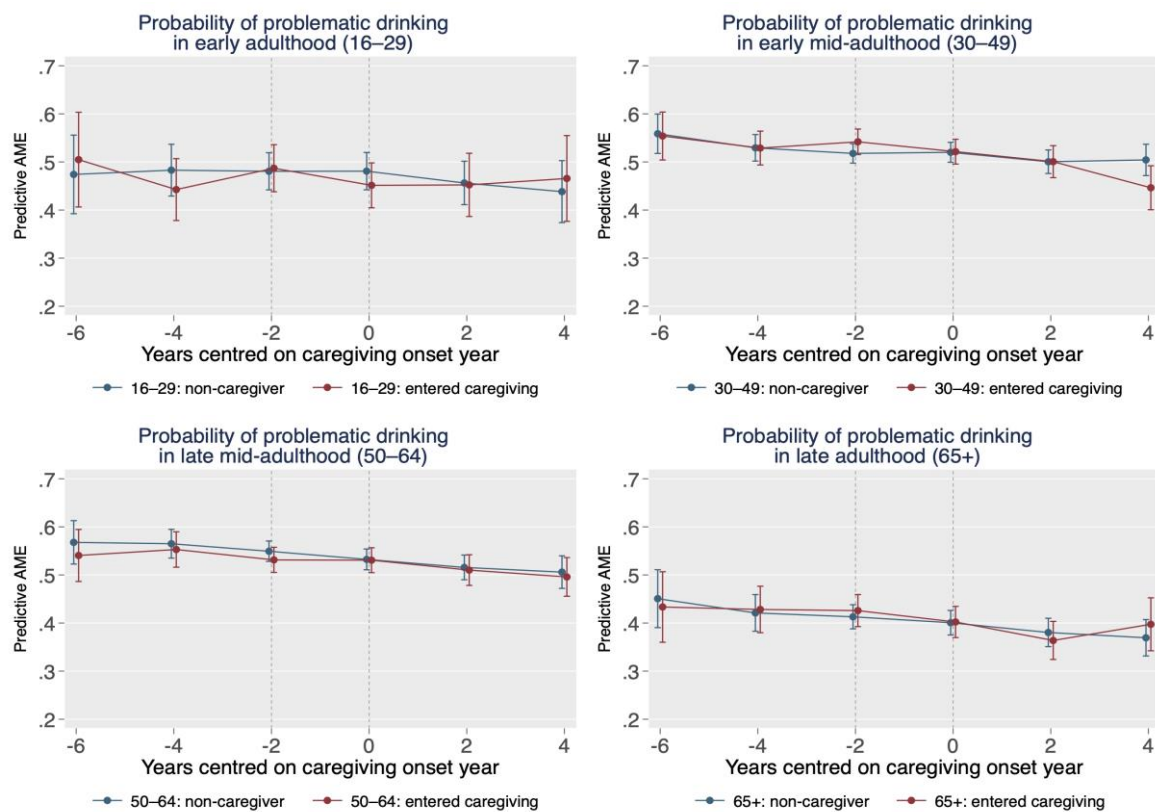 Probability of problematic drinking
in early adulthood (16–29)
.7
.6
.5
.4
.3
.2
Predictive AME
-6 -4 -2 0 2 4
Years centred on caregiving onset year
16–29: non-caregiver 16–29: entered caregiving
Probability of problematic drinking
in early mid-adulthood (30–49)
.7
.6
.5
.4
.3
.2
Predictive AME
-6 -4 -2 0 2 4
Years centred on caregiving onset year
30–49: non-caregiver 30–49: entered caregiving
Probability of problematic drinking
in late mid-adulthood (50–64)
.7
.6
.5
.4
.3
.2
Predictive AME
-6 -4 -2 0 2 4
Years centred on caregiving onset year
50–64: non-caregiver 50–64: entered caregiving
Probability of problematic drinking
in late adulthood (65+)
.7
.6
.5
.4
.3
.2
Predictive AME
-6 -4 -2 0 2 4
Years centred on caregiving onset year
65+: non-caregiver 65+: entered caregiving